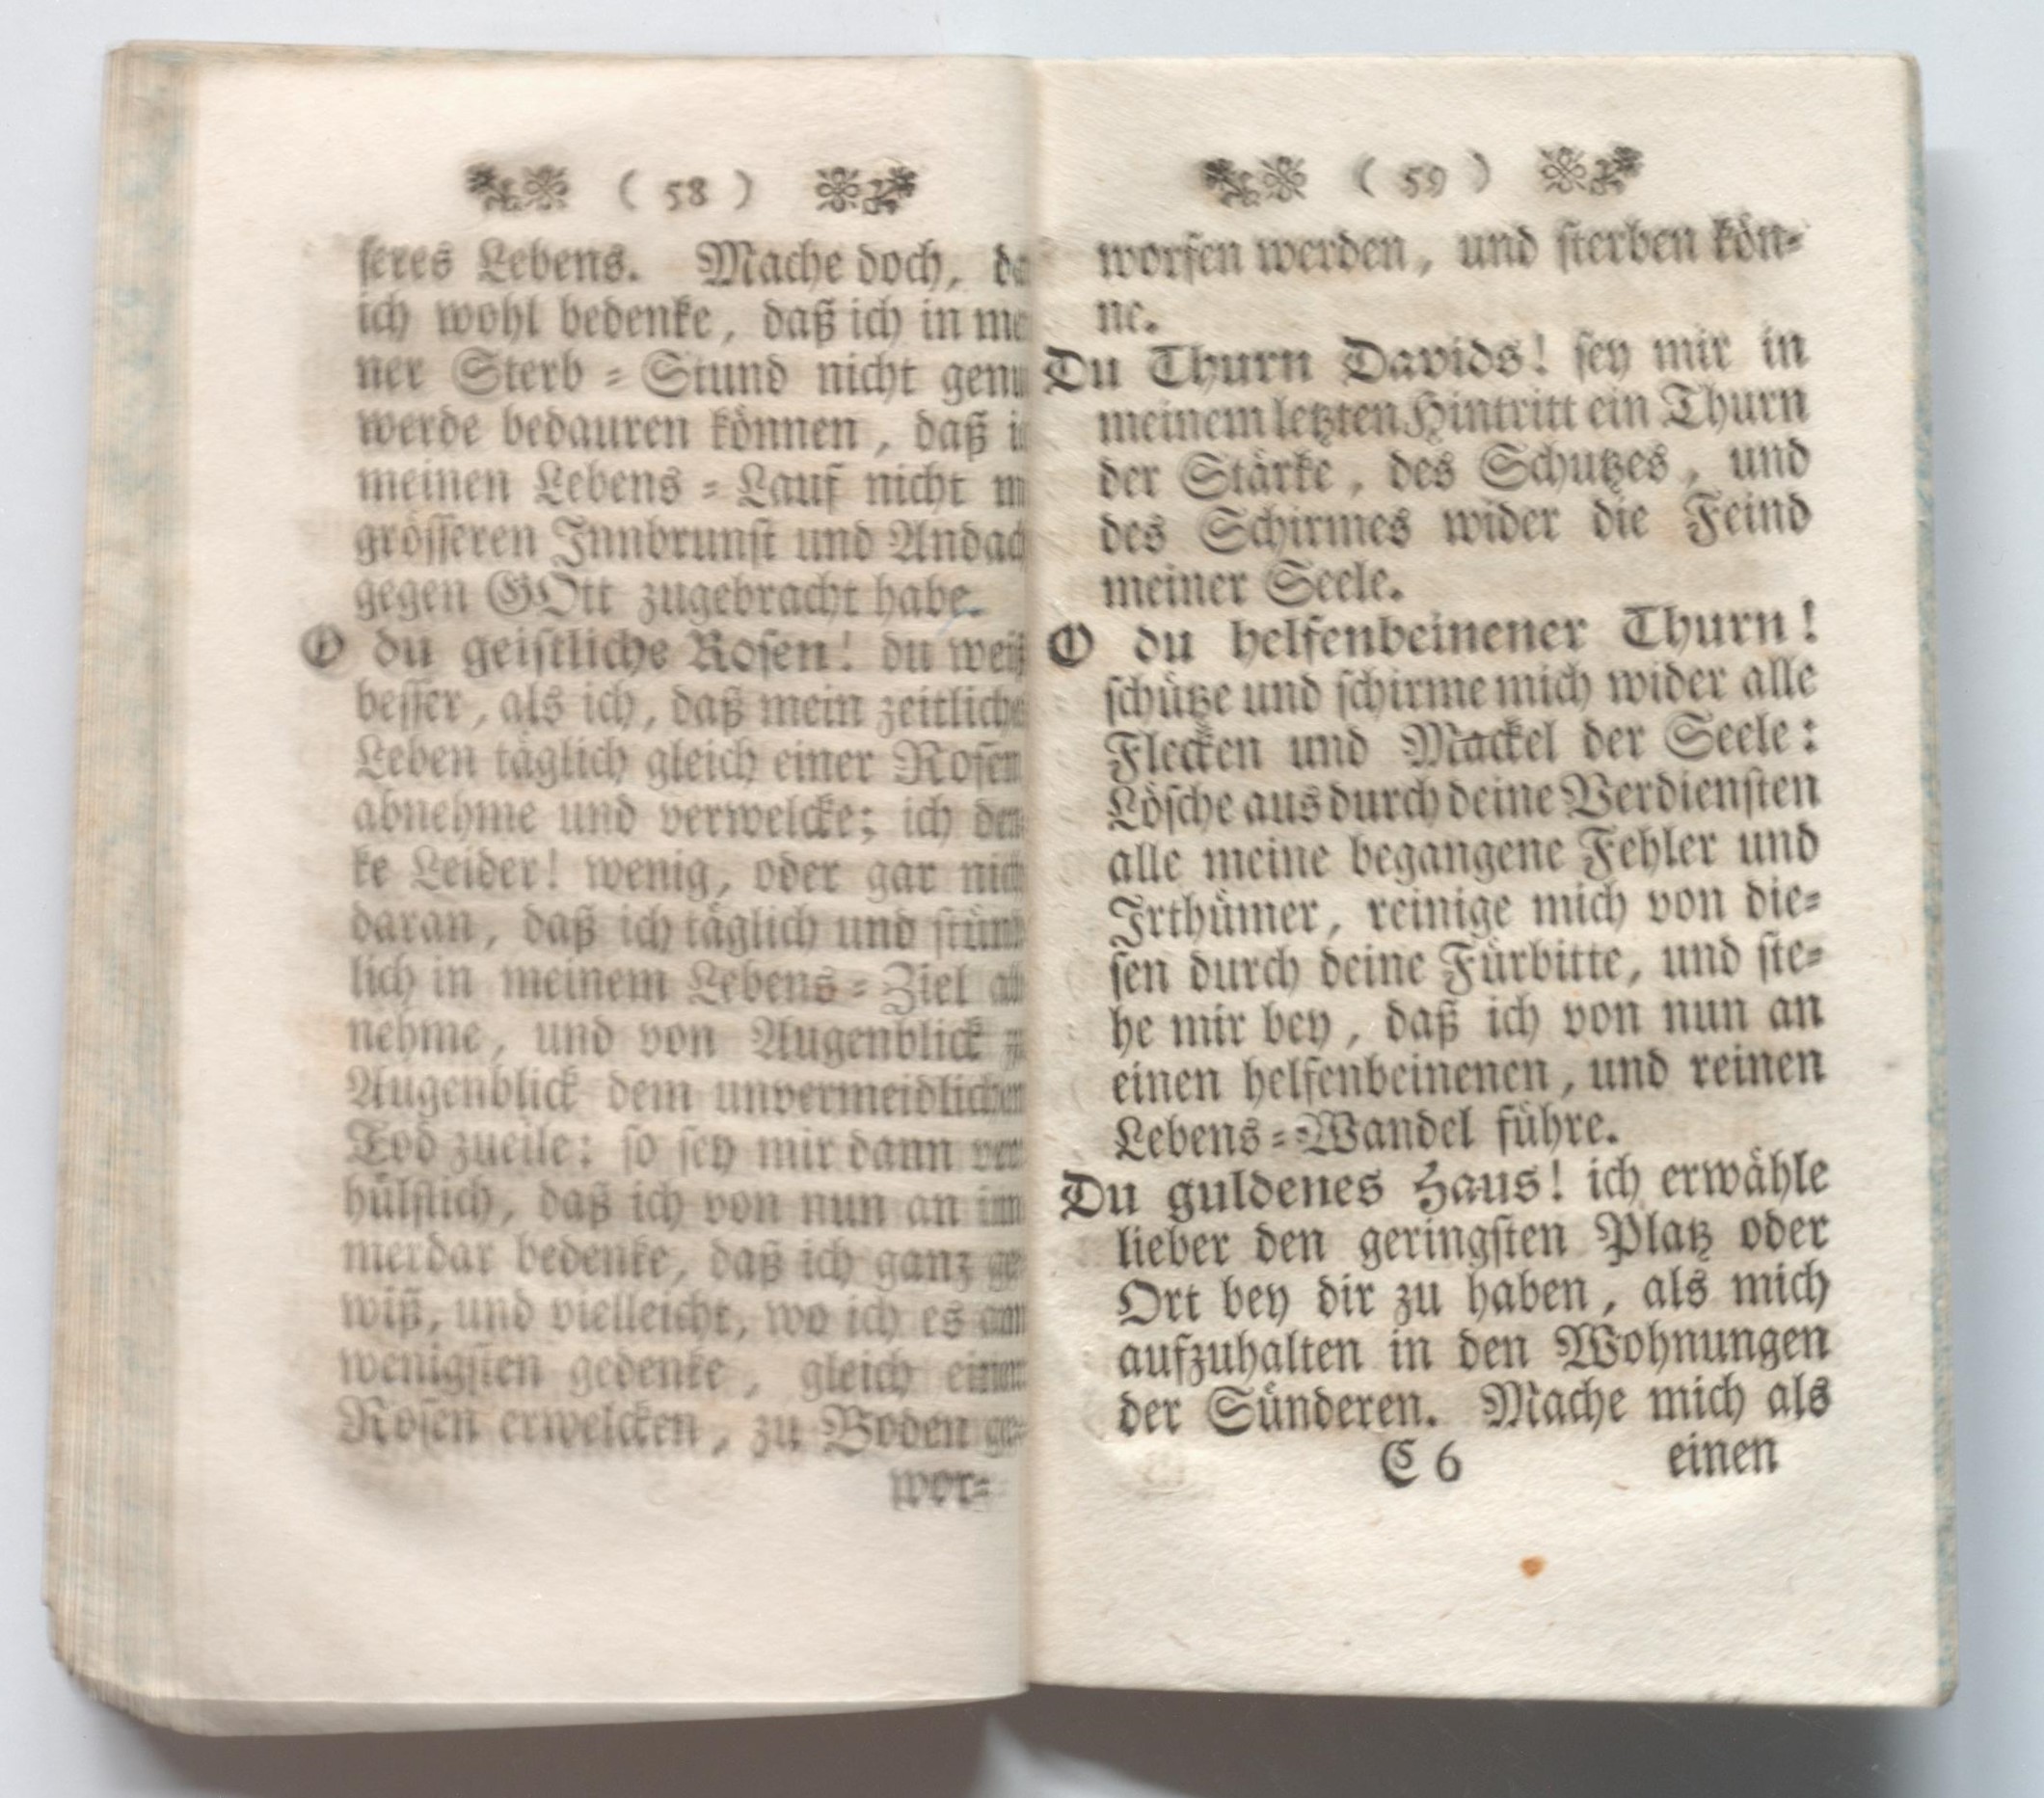 ( 58 )
seres Lebens. Mache doch,
ich wohl bedenke, daß ich in me
ner Sterb = Stund nicht genu
werde bedauren können, daß i
meinen Lebens = Lauf nicht m
grösseren Innbrunst und Andach
gegen GOtt zugebracht habe.
O du geistliche Rosen! du weiß
besser, als ich, daß mein zeitliche
Leben täglich gleich einer Rosen
abnehme und verwelcke; ich den=
ke Leider! wenig, oder gar nich
daran, daß ich täglich und stünd
lich in meinem Lebens = Ziel ab
nehme, und von Augenblick z
Augenblick dem unvermeidlichen
Tod zueile: so sey mir dann ver
hülflich, daß ich von nun an im
merdar bedenke, daß ich ganz ge
wiß, und vielleicht, wo ich es am
wenigsten gedenke, gleich einer
Rosen erwelcken, zu Boden ge=
wor=
( 59 )
worfen werden, und sterben kön=
ne.
Du Thurn Davids! sey mir in
meinem letzten Hintritt ein Thurn
der Stärke, des Schutzes, und
des Schirmes wider die Feind
meiner Seele.
O du helfenbeinener Thurn!
schütze und schirme mich wider alle
Flecken und Mackel der Seele:
Lösche aus durch deine Verdiensten
alle meine begangene Fehler und
Irthümer, reinige mich von die=
sen durch deine Fürbitte, und ste=
he mir bey, daß ich von nun an
einen helfenbeinenen, und reinen
Lebens = Wandel führe.
Du guldenes Haus! ich erwähle
lieber den geringsten Platz oder
Ort bey dir zu haben, als mich
aufzuhalten in den Wohnungen
der Sünderen. Mache mich als
C 6 einen